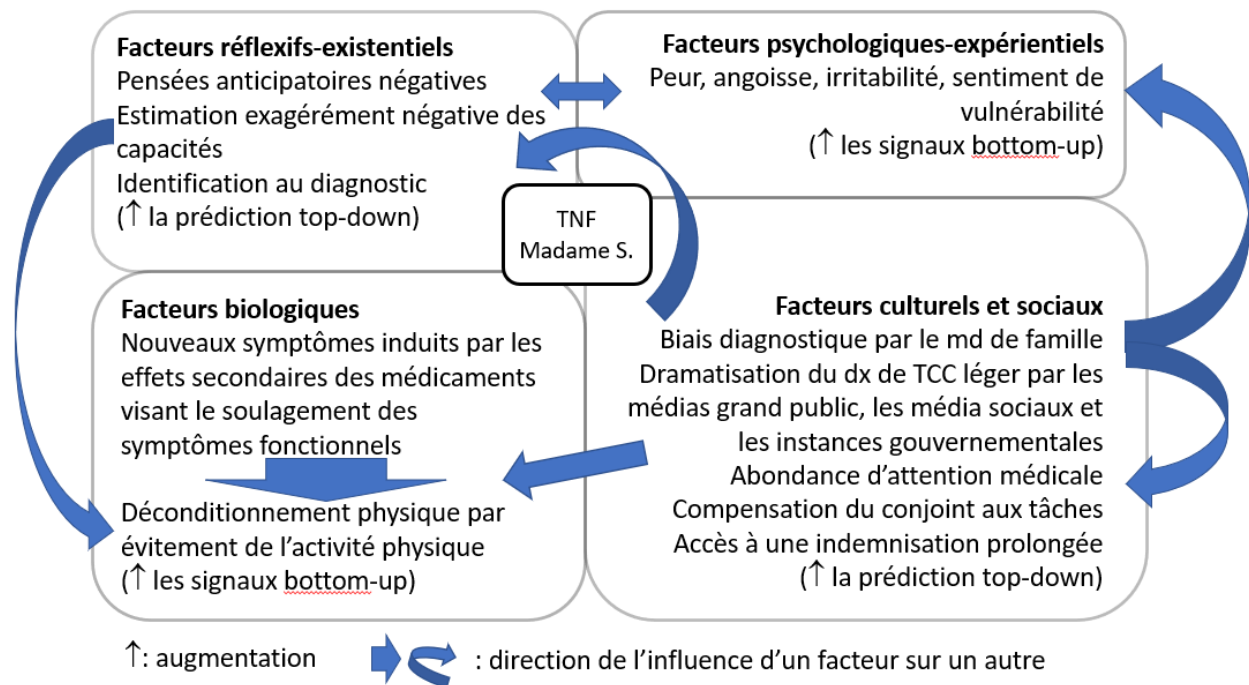 Facteurs réflexifs-existentiels
Pensées anticipatoires négatives
Estimation exagérément négative des
capacités
Identification au diagnostic
(↑ la prédiction top-down)
Facteurs psychologiques-expérientiels
Peur, angoisse, irritabilité, sentiment de
vulnérabilité
(↑ les signaux bottom-up)
TNF
Madame S.
Facteurs biologiques
Nouveaux symptômes induits par les
effets secondaires des médicaments
visant le soulagement des
symptômes fonctionnels
Déconditionnement physique par
évitement de l’activité physique
(↑ les signaux bottom-up)
Facteurs culturels et sociaux
Biais diagnostique par le md de famille
Dramatisation du dx de TCC léger par les
médias grand public, les média sociaux et
les instances gouvernementales
Abondance d’attention médicale
Compensation du conjoint aux tâches
Accès à une indemnisation prolongée
(↑ la prédiction top-down)
↑: augmentation
: direction de l’influence d’un facteur sur un autre